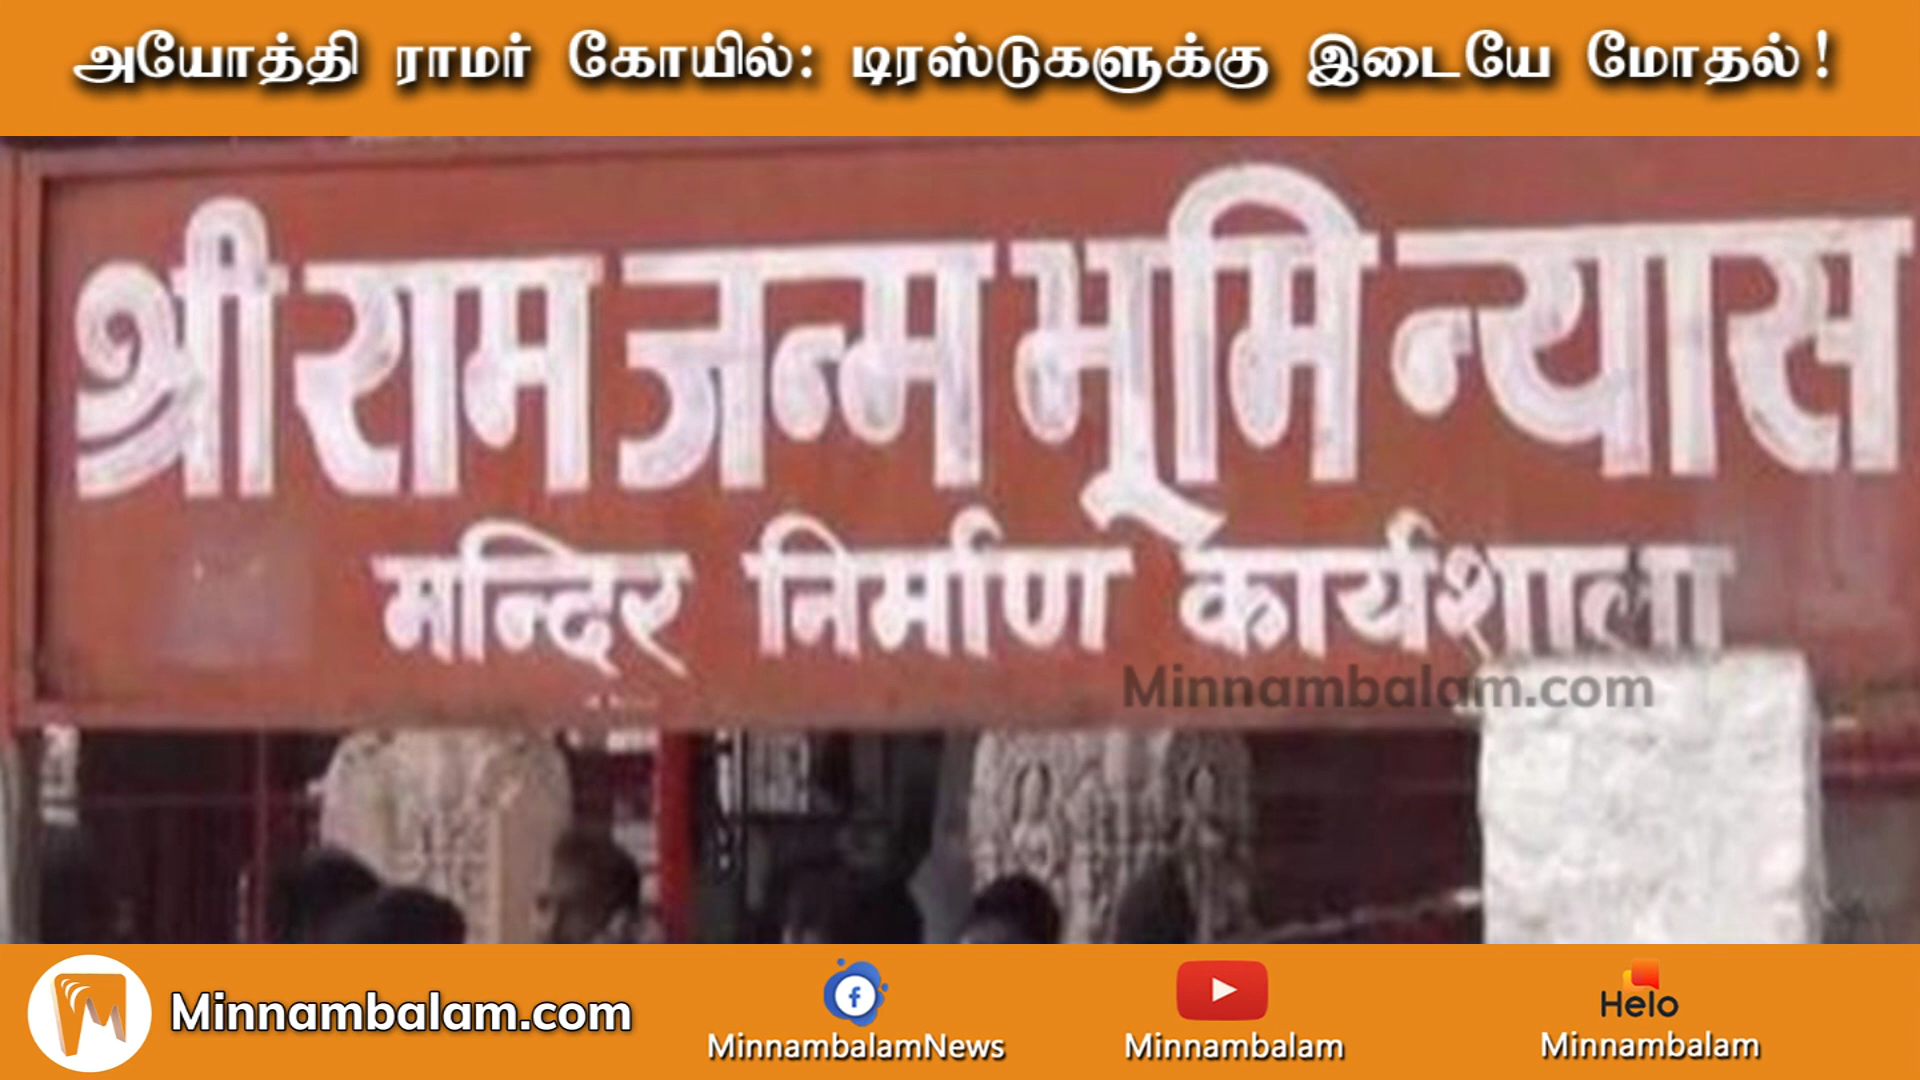 அயோத்தி ராமர் கோயில்: டிரஸ்டுகளுக்கு இடையே மோதல்!
श्रीराम जन्मभूमि न्यास
मन्दिर निर्माण कार्यशाला
Minnambalam.com
Minnambalam.com
MinnambalamNews
Minnambalam
Helo
Minnambalam